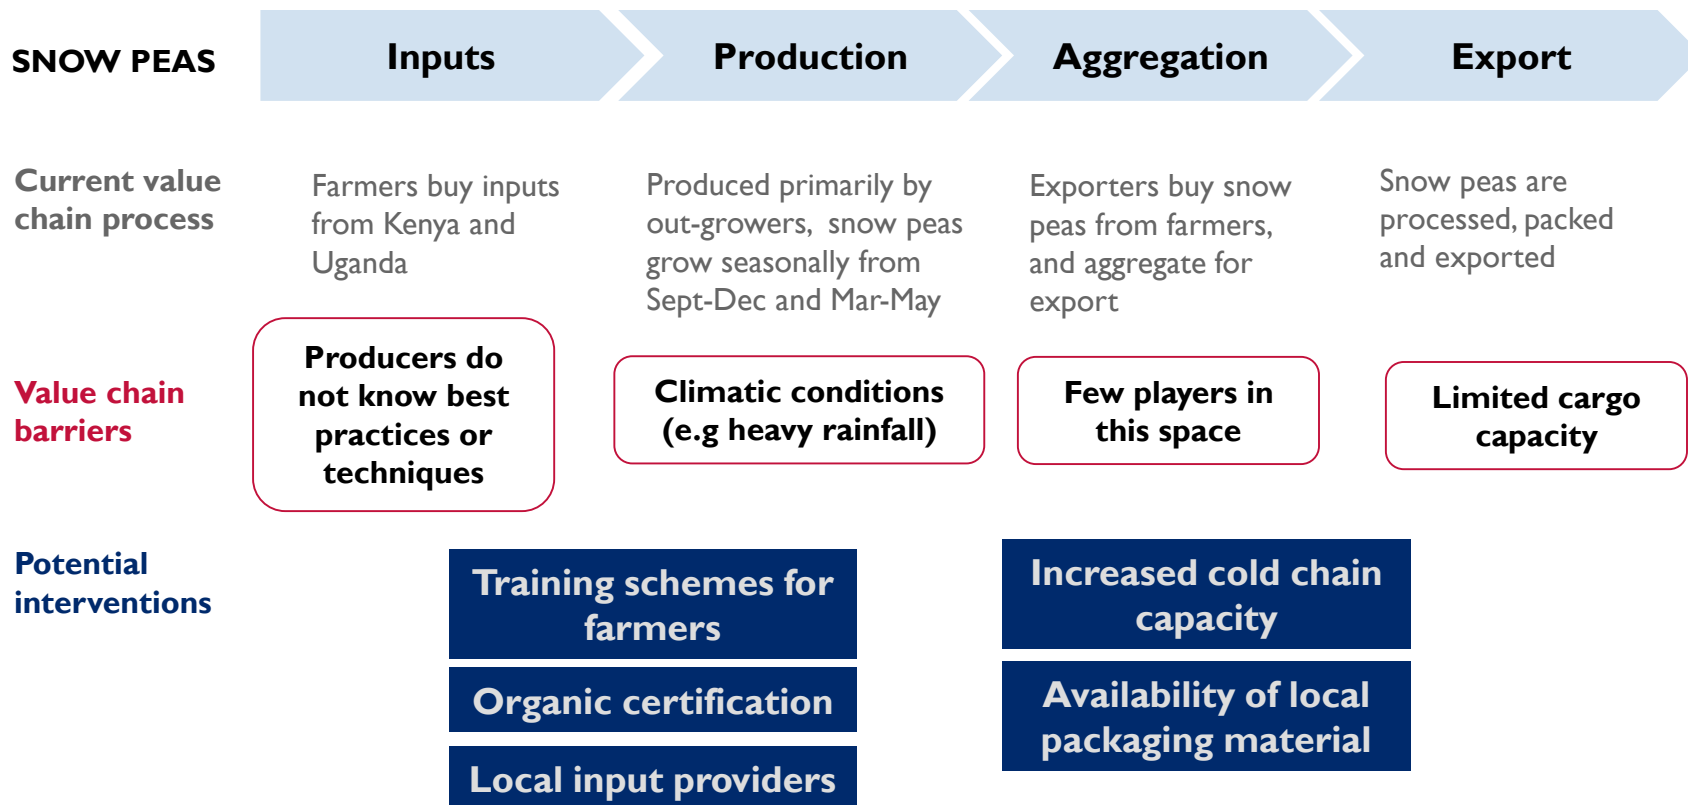 SNOW PEAS
Inputs
Production
Aggregation
Export
Current value
chain process
Farmers buy inputs
from Kenya and
Uganda
Produced primarily by
out-growers, snow peas
grow seasonally from
Sept-Dec and Mar-May
Exporters buy snow
peas from farmers,
and aggregate for
export
Snow peas are
processed, packed
and exported
Value chain
barriers
Producers do
not know best
practices or
techniques
Climatic conditions
(e.g heavy rainfall)
Few players in
this space
Limited cargo
capacity
Potential
interventions
Training schemes for
farmers
Organic certification
Local input providers
Increased cold chain
capacity
Availability of local
packaging material